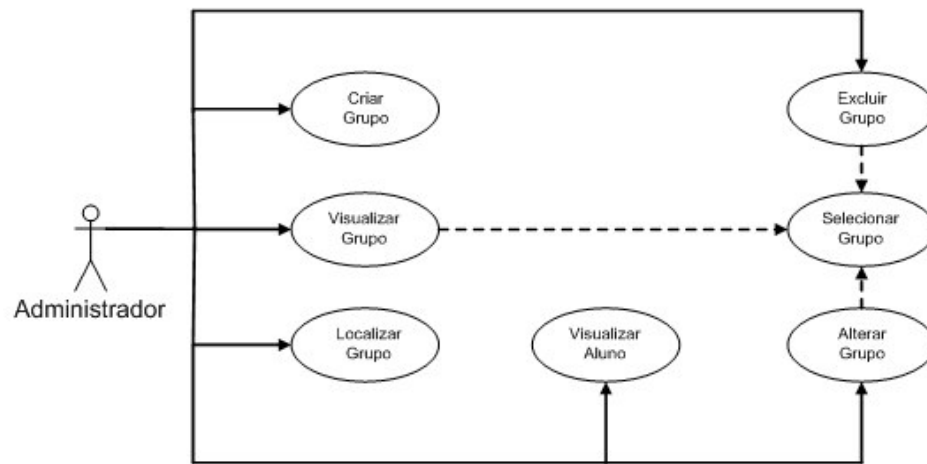 Criar
Grupo
Excluir
Grupo
Visualizar
Grupo
Selecionar
Grupo
Administrador
Localizar
Grupo
Visualizar
Aluno
Alterar
Grupo